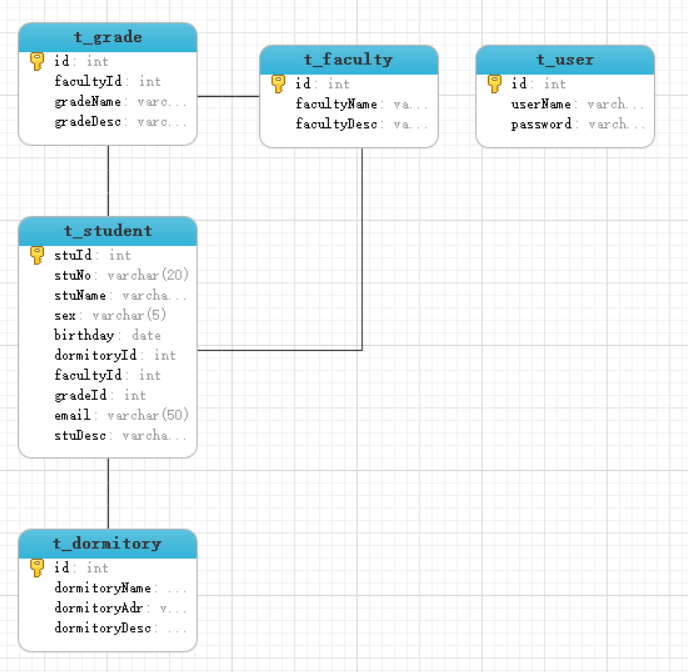 t_grade
id: int
facultyId: int
gradeName: varc...
gradeDesc: varc...
t_faculty
id: int
facultyName: va...
facultyDesc: va...
t_user
id: int
userName: varch...
password: varch...
t_student
stuId: int
stuNo: varchar(20)
stuName: varcha...
sex: varchar(5)
birthday: date
dormitoryId: int
facultyId: int
gradeId: int
email: varchar(50)
stuDesc: varcha...
t_dormitory
id: int
dormitoryName: ...
dormitoryAdr: v...
dormitoryDesc: ...